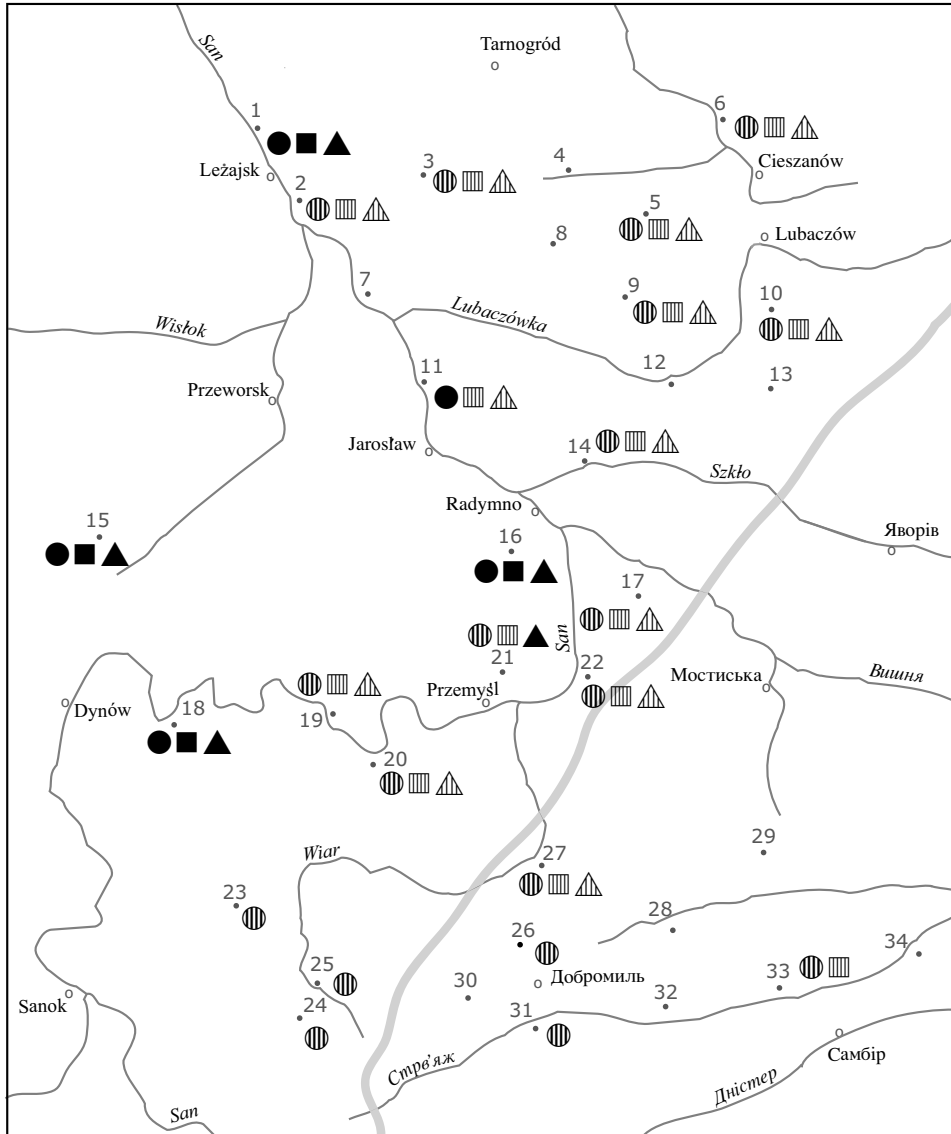 San
Tarnogród
1
6
Leżajsk
3
4
Cieszanów
2
5
8
Lubaczów
7
9
10
Wisłok
Lubaczówka
12
13
11
Przeworsk
Jarosław
14
Szkło
Radymno
15
16
Яворів
17
San
21
22
Przemyśl
Мостиська
Вишня
Dynów
18
19
20
Wiar
27
29
23
28
26
34
25
33
30
Добромиль
Sanok
24
31
32
Самбір
Стрв’яж
Дністер
San